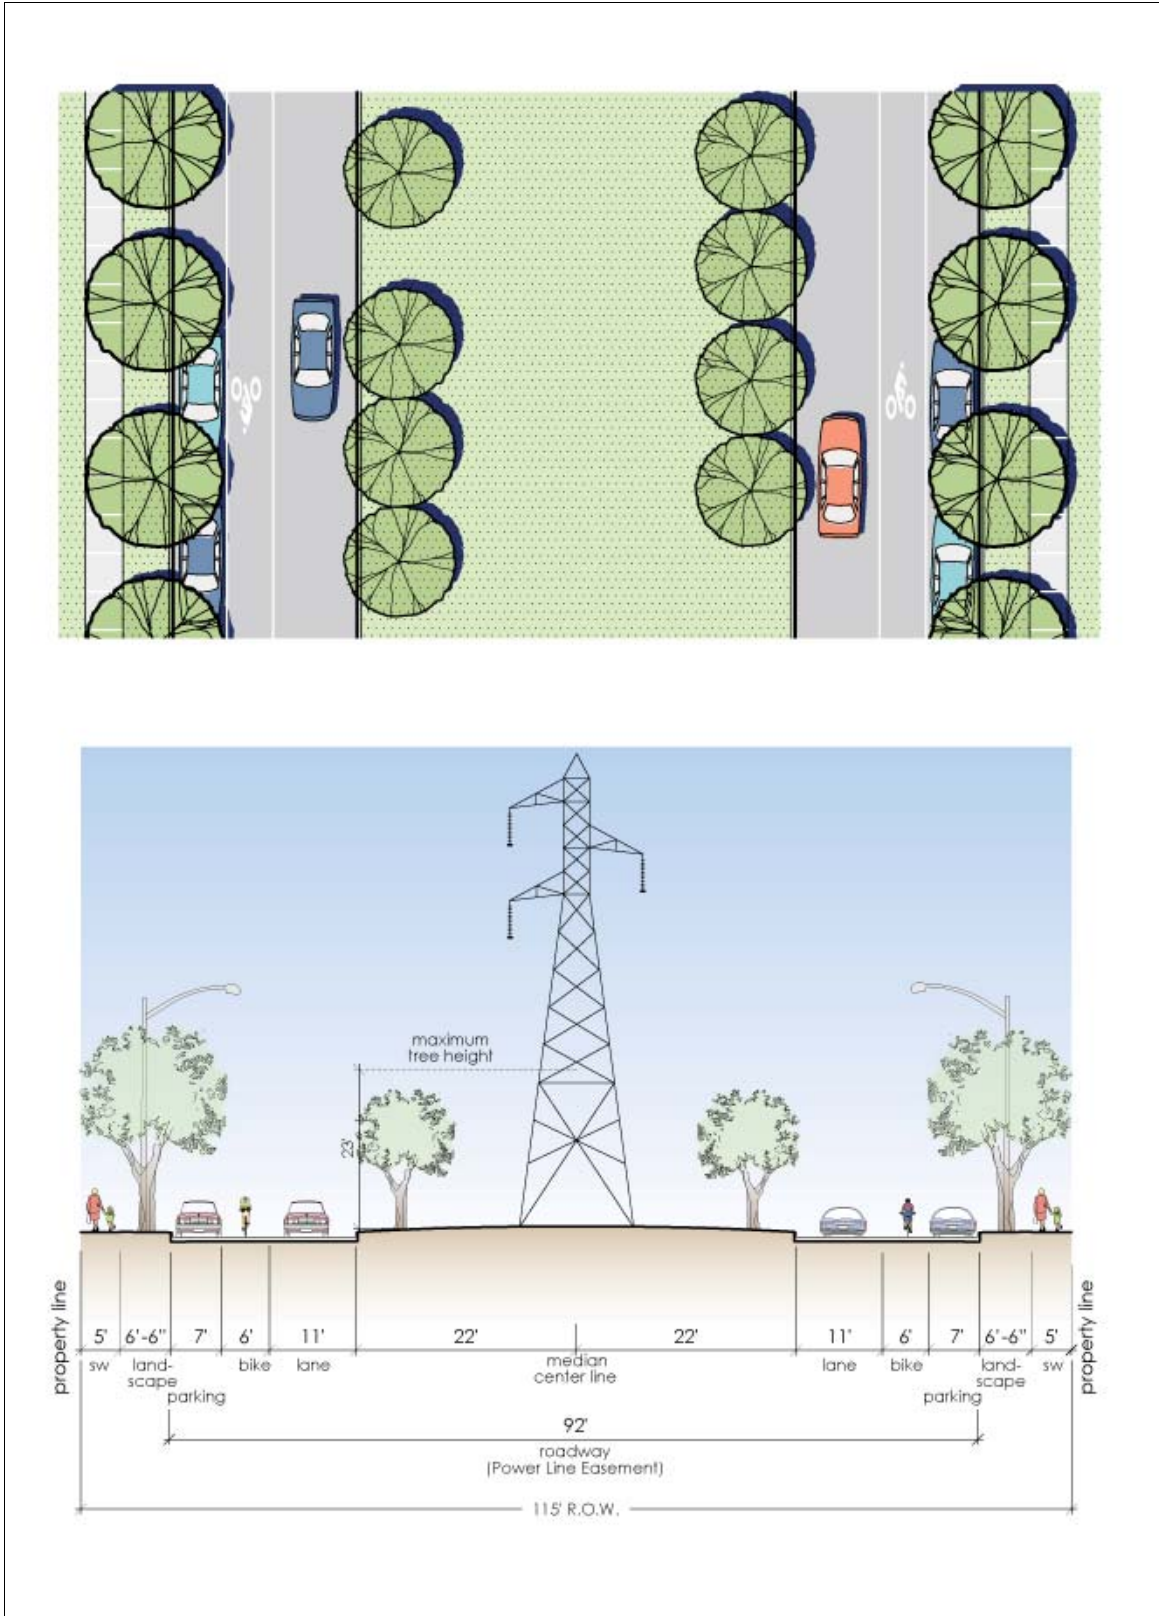 maximum
tree height
23
property line
5' 6'-6" 7' 6' 11' 22' 22' 11' 6' 7' 6'-6" 5'
property line
sw land-
scape
parking
bike lane
median
center line
lane bike
parking
land-
scape
sw
92'
roadway
(Power Line Easement)
115' R.O.W.